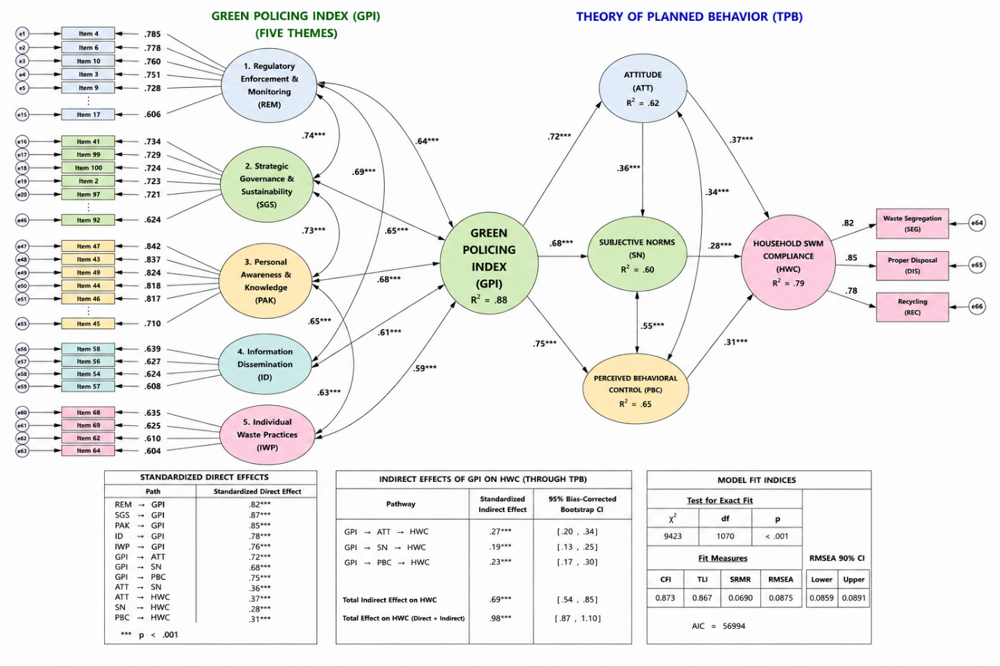 GREEN POLICING INDEX (GPI)
(FIVE THEMES)
THEORY OF PLANNED BEHAVIOR (TPB)
e1 Item 4 .785
e2 Item 6 .778
e3 Item 10 .760
e4 Item 3 .751
e5 Item 9 .728
⋮
e15 Item 17 .606
1. Regulatory
Enforcement &
Monitoring
(REM)
e16 Item 41 .734
e17 Item 99 .729
e18 Item 100 .724
e19 Item 2 .723
e20 Item 97 .721
⋮
e46 Item 92 .624
2. Strategic
Governance &
Sustainability
(SGS)
e47 Item 47 .842
e48 Item 43 .837
e49 Item 49 .824
e50 Item 44 .818
e51 Item 46 .817
⋮
e55 Item 45 .710
3. Personal
Awareness &
Knowledge
(PAK)
e56 Item 58 .639
e57 Item 56 .627
e58 Item 54 .624
e59 Item 57 .608
4. Information
Dissemination
(ID)
e60 Item 68 .635
e61 Item 69 .625
e62 Item 62 .610
e63 Item 64 .604
5. Individual
Waste Practices
(IWP)
.74***
.69***
.73***
.65***
.63***
.64***
.65***
.68***
.61***
.59***
GREEN
POLICING
INDEX
(GPI)
R² = .88
.72***
.68***
.75***
ATTITUDE
(ATT)
R² = .62
.36***
.34***
.37***
SUBJECTIVE NORMS
(SN)
R² = .60
.28***
.55***
PERCEIVED BEHAVIORAL
CONTROL (PBC)
R² = .65
.31***
HOUSEHOLD SWM
COMPLIANCE
(HWC)
R² = .79
.82
.85
.78
Waste Segregation
(SEG)
e64
Proper Disposal
(DIS)
e65
Recycling
(REC)
e66
STANDARDIZED DIRECT EFFECTS
Path Standardized Direct Effect
REM → GPI .82***
SGS → GPI .87***
PAK → GPI .85***
ID → GPI .78***
IWP → GPI .76***
GPI → ATT .72***
GPI → SN .68***
GPI → PBC .75***
ATT → SN .36***
ATT → HWC .37***
SN → HWC .28***
PBC → HWC .31***
*** p < .001
INDIRECT EFFECTS OF GPI ON HWC (THROUGH TPB)
Pathway
Standardized
Indirect Effect
95% Bias-Corrected
Bootstrap CI
GPI → ATT → HWC .27*** [.20 , .34]
GPI → SN → HWC .19*** [.13 , .25]
GPI → PBC → HWC .23*** [.17 , .30]
Total Indirect Effect on HWC .69*** [.54 , .85]
Total Effect on HWC (Direct + Indirect) .98*** [.87 , 1.10]
MODEL FIT INDICES
Test for Exact Fit
χ² df p
9423 1070 < .001
Fit Measures RMSEA 90% CI
CFI TLI SRMR RMSEA Lower Upper
0.873 0.867 0.0690 0.0875 0.0859 0.0891
AIC = 56994